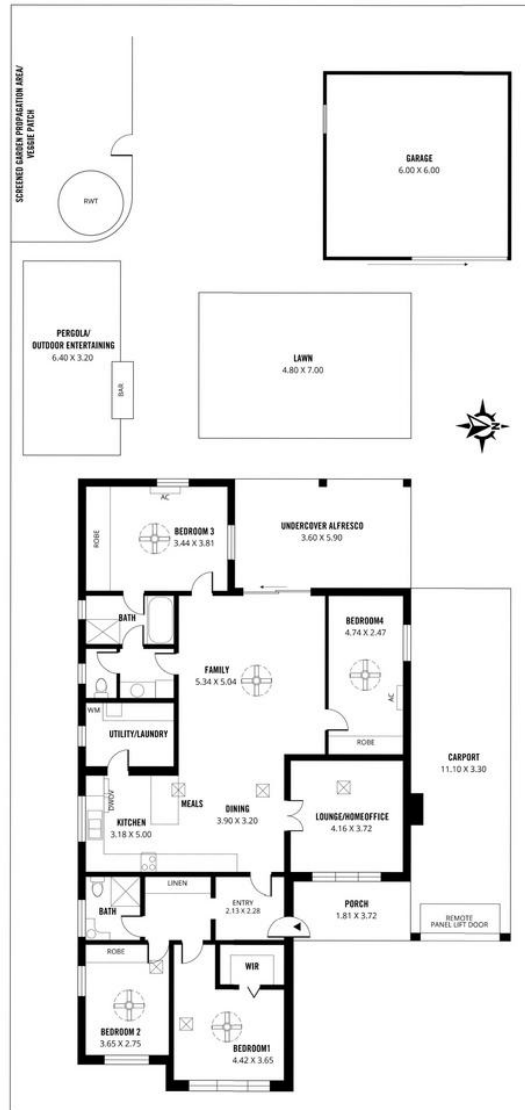 SCREENED GARDEN PROPAGATION AREA/
VEGGIE PATCH
RWT
GARAGE
6.00 X 6.00
PERGOLA/
OUTDOOR ENTERTAINING
6.40 X 3.20
BAR
LAWN
4.80 X 7.00
N
AC
ROBE
BEDROOM 3
3.44 X 3.81
UNDERCOVER ALFRESCO
3.60 X 5.90
BATH
BEDROOM4
4.74 X 2.47
FAMILY
5.34 X 5.04
AC
WM
UTILITY/LAUNDRY
ROBE
CARPORT
11.10 X 3.30
DWOV
MEALS
KITCHEN
3.18 X 5.00
DINING
3.90 X 3.20
LOUNGE/HOMEOFFICE
4.16 X 3.72
LINEN
BATH
ENTRY
2.13 X 2.28
PORCH
1.81 X 3.72
REMOTE
PANEL LIFT DOOR
ROBE
WIR
BEDROOM 2
3.65 X 2.75
BEDROOM1
4.42 X 3.65